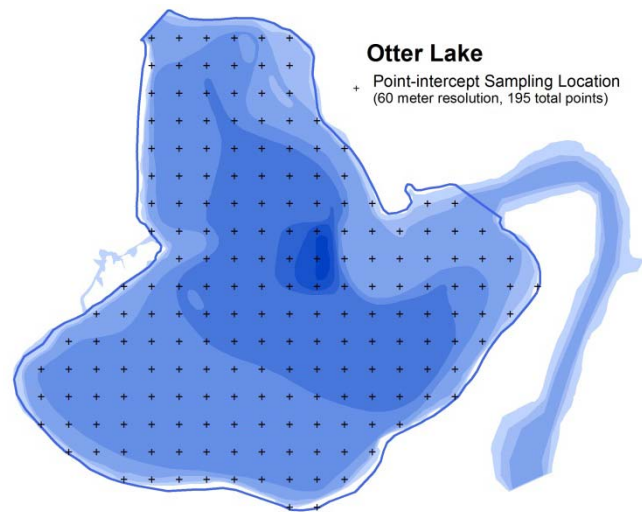 Otter Lake
+ Point-intercept Sampling Location
(60 meter resolution, 195 total points)